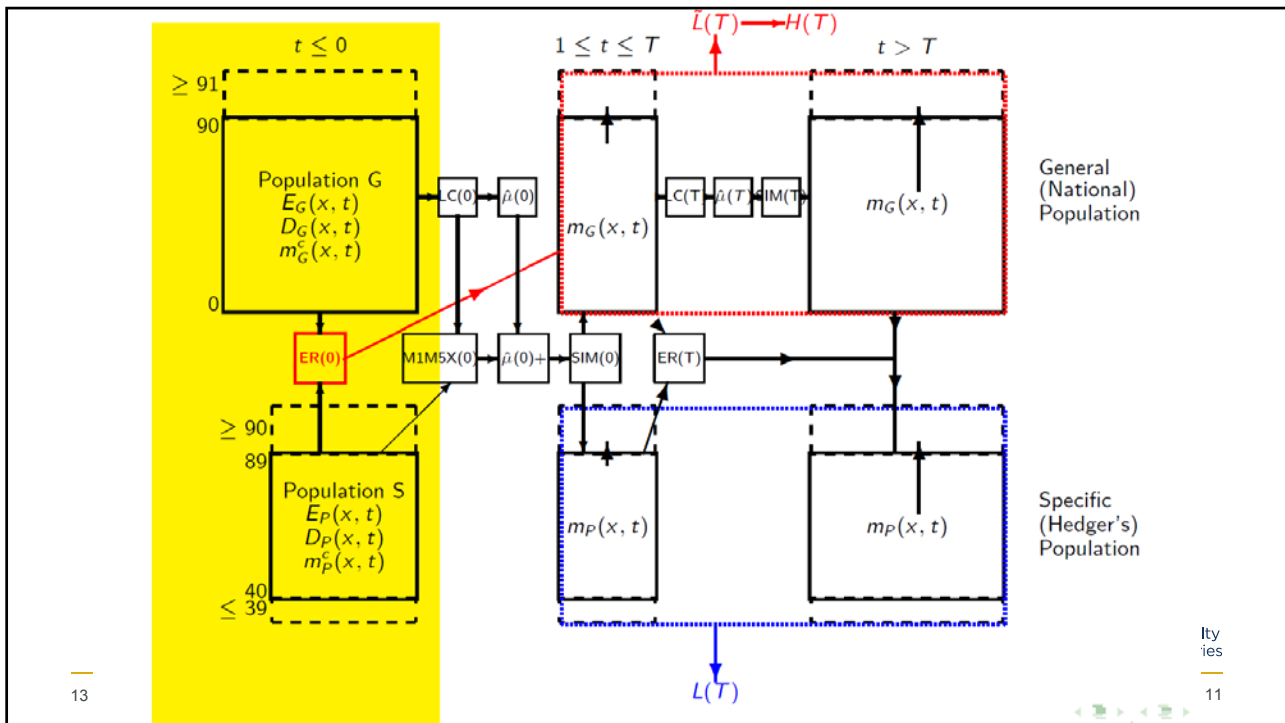 L̃(T) → H(T)
t ≤ 0
1 ≤ t ≤ T
t > T
≥ 91
90
Population G
E_G(x, t)
D_G(x, t)
m^c_G(x, t)
0
LC(0)
μ̂(0)
m_G(x, t)
LC(T)
μ̂(T)
SIM(T)
m_G(x, t)
General
(National)
Population
ER(0)
M1M5X(0)
μ̂(0)+
SIM(0)
ER(T)
≥ 90
89
Population S
E_P(x, t)
D_P(x, t)
m^c_P(x, t)
40
≤ 39
m_P(x, t)
m_P(x, t)
Specific
(Hedger's)
Population
L(T)
lty
ries
13
11